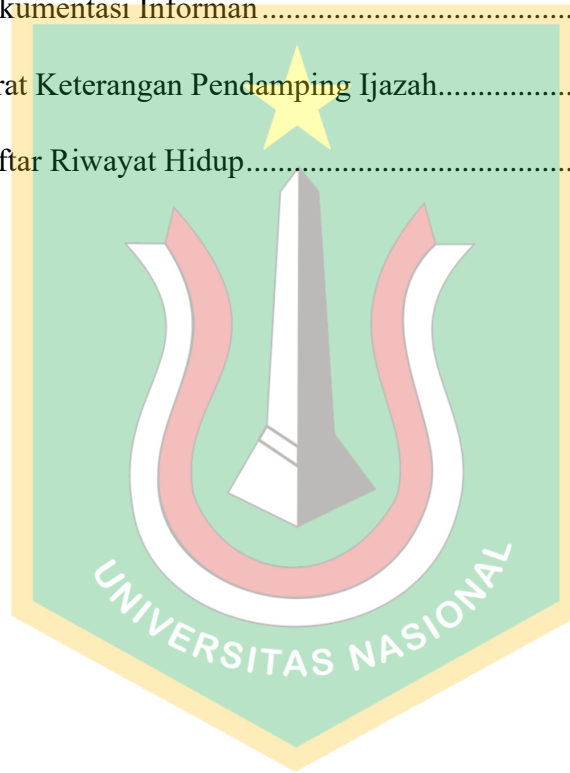 kumentasi Informan ..........................................
rat Keterangan Pendamping Ijazah.................
ftar Riwayat Hidup..........................................
UNIVERSITAS NASIONAL